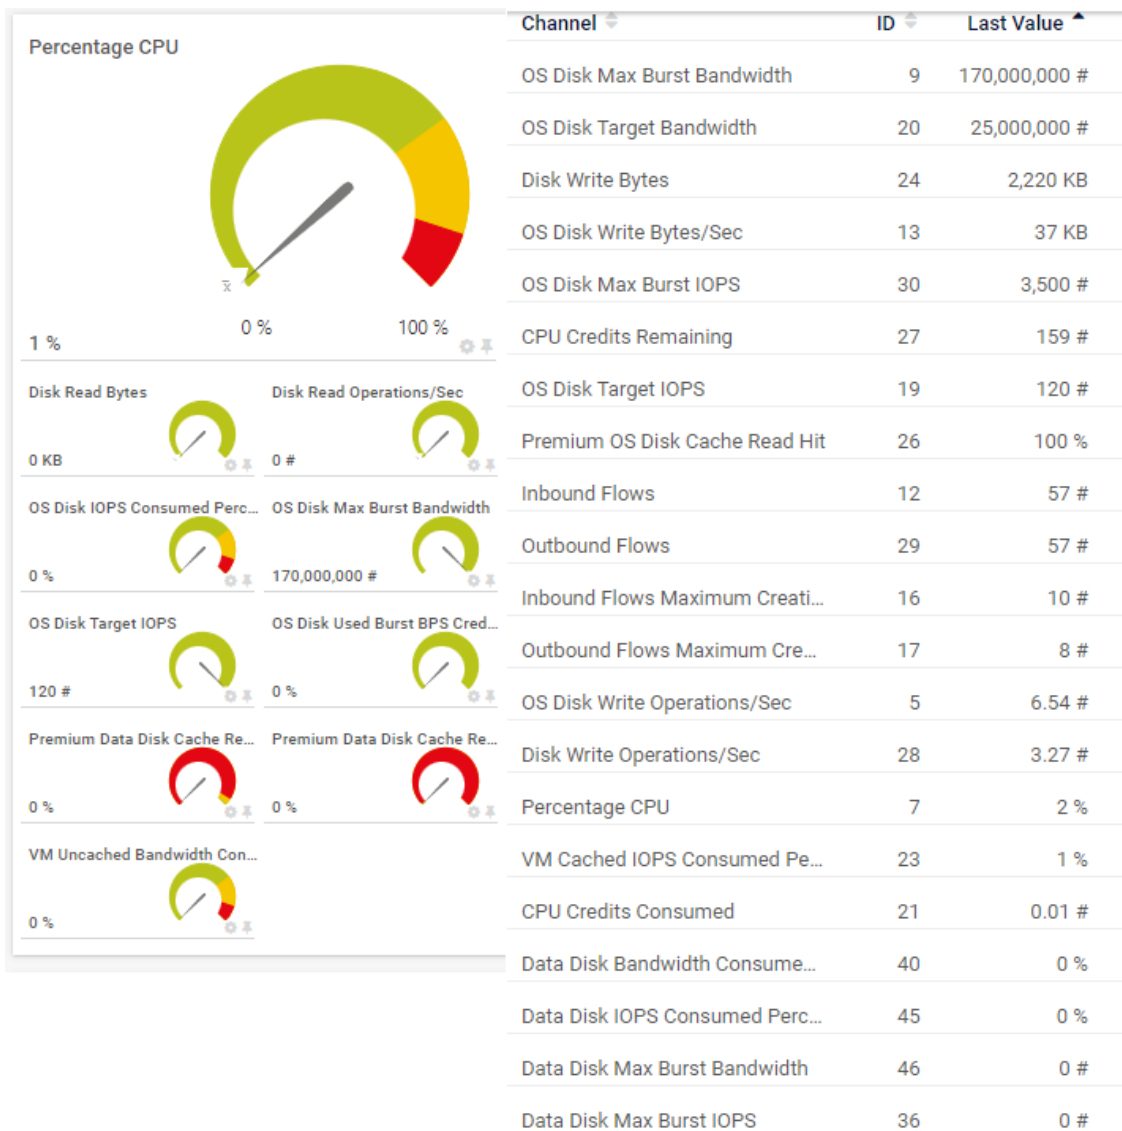 Percentage CPU
x̄
0 %
100 %
1 %
Disk Read Bytes
0 KB
Disk Read Operations/Sec
0 #
OS Disk IOPS Consumed Perc...
0 %
OS Disk Max Burst Bandwidth
170,000,000 #
OS Disk Target IOPS
120 #
OS Disk Used Burst BPS Cred...
0 %
Premium Data Disk Cache Re...
0 %
Premium Data Disk Cache Re...
0 %
VM Uncached Bandwidth Con...
0 %
Channel ID Last Value
OS Disk Max Burst Bandwidth 9 170,000,000 #
OS Disk Target Bandwidth 20 25,000,000 #
Disk Write Bytes 24 2,220 KB
OS Disk Write Bytes/Sec 13 37 KB
OS Disk Max Burst IOPS 30 3,500 #
CPU Credits Remaining 27 159 #
OS Disk Target IOPS 19 120 #
Premium OS Disk Cache Read Hit 26 100 %
Inbound Flows 12 57 #
Outbound Flows 29 57 #
Inbound Flows Maximum Creati... 16 10 #
Outbound Flows Maximum Cre... 17 8 #
OS Disk Write Operations/Sec 5 6.54 #
Disk Write Operations/Sec 28 3.27 #
Percentage CPU 7 2 %
VM Cached IOPS Consumed Pe... 23 1 %
CPU Credits Consumed 21 0.01 #
Data Disk Bandwidth Consume... 40 0 %
Data Disk IOPS Consumed Perc... 45 0 %
Data Disk Max Burst Bandwidth 46 0 #
Data Disk Max Burst IOPS 36 0 #